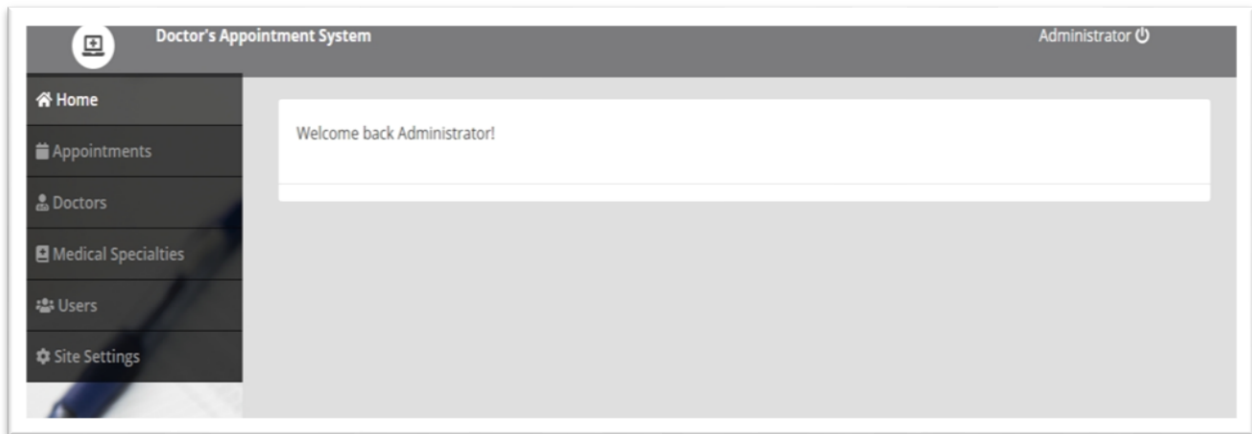 Doctor's Appointment System
Administrator
Home
Welcome back Administrator!
Appointments
Doctors
Medical Specialties
Users
Site Settings